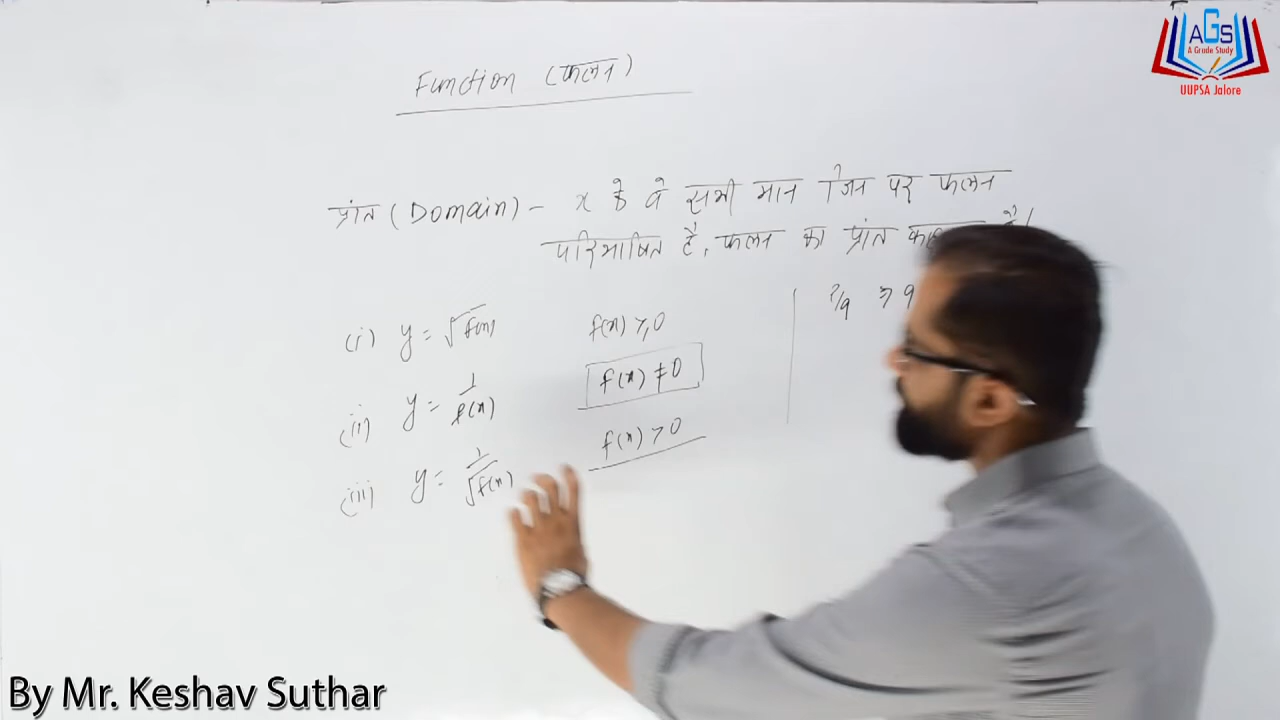 AGS
A Grade Study
UUPSA Jalore
Function (फलन)
प्रांत (Domain) - x के वे सभी मान जिन पर फलन
परिभाषित है, फलन का प्रांत
(i) y = √f(x) f(x) ≥ 0
(ii) y = 1/f(x) f(x) ≠ 0
(iii) y = 1/√f(x) f(x) > 0
By Mr. Keshav Suthar